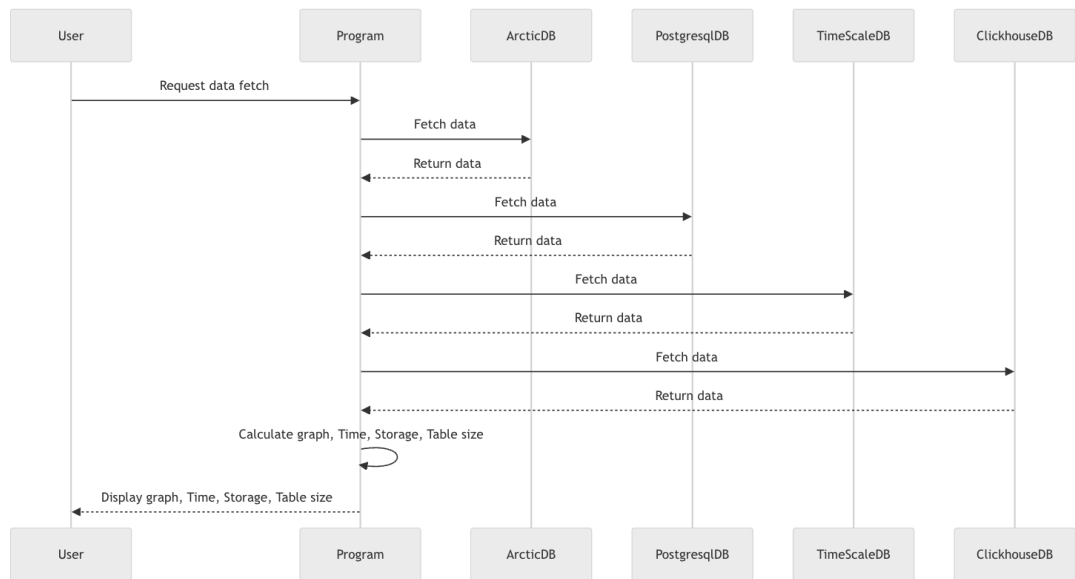 User
Program
ArcticDB
PostgresqlDB
TimeScaleDB
ClickhouseDB
Request data fetch
Fetch data
Return data
Fetch data
Return data
Fetch data
Return data
Fetch data
Return data
Calculate graph, Time, Storage, Table size
Display graph, Time, Storage, Table size
User
Program
ArcticDB
PostgresqlDB
TimeScaleDB
ClickhouseDB